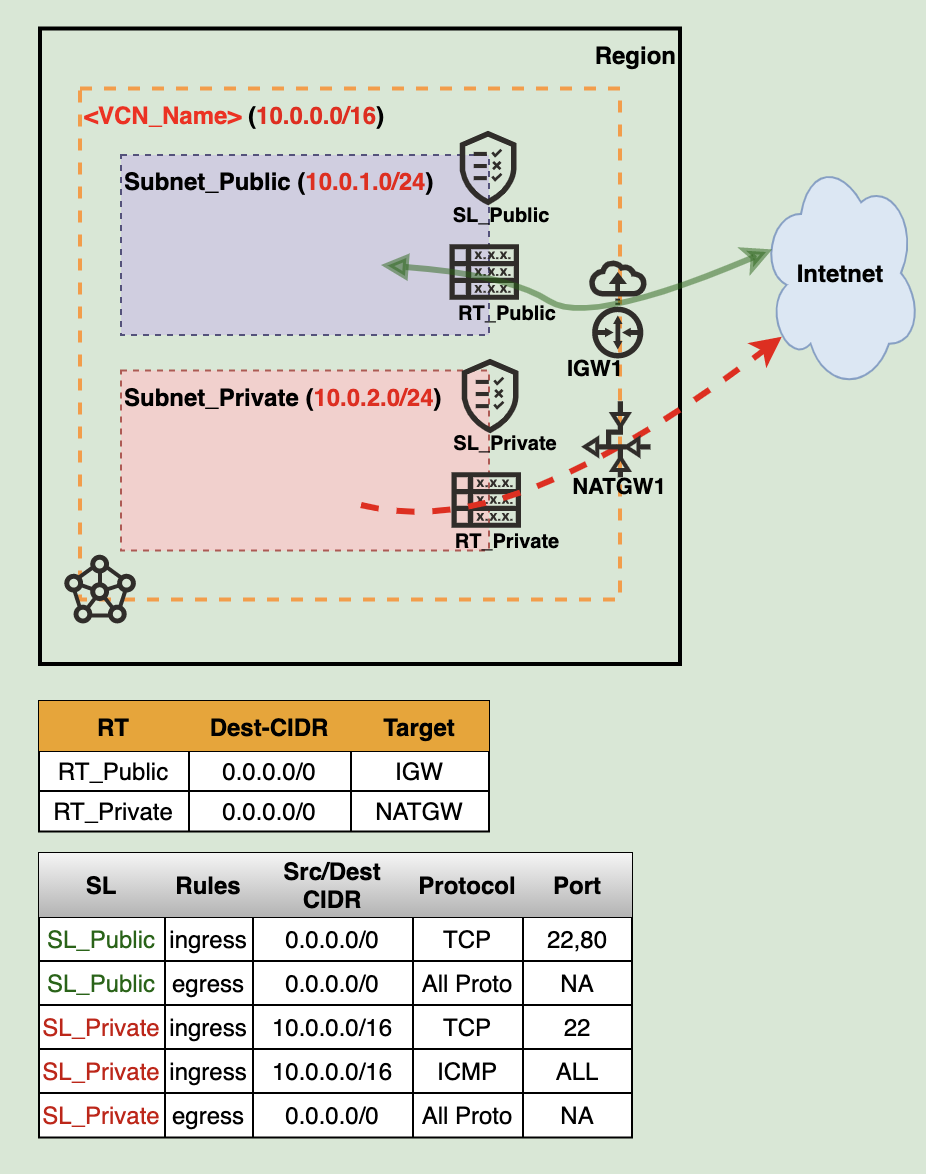 Region
<VCN_Name> (10.0.0.0/16)
Subnet_Public (10.0.1.0/24)
SL_Public
x.x.x.
x.x.x.
x.x.x.
RT_Public
Intetnet
IGW1
Subnet_Private (10.0.2.0/24)
SL_Private
NATGW1
x.x.x.
x.x.x.
x.x.x.
RT_Private
RT Dest-CIDR Target
RT_Public 0.0.0.0/0 IGW
RT_Private 0.0.0.0/0 NATGW
SL Rules Src/Dest CIDR Protocol Port
SL_Public ingress 0.0.0.0/0 TCP 22,80
SL_Public egress 0.0.0.0/0 All Proto NA
SL_Private ingress 10.0.0.0/16 TCP 22
SL_Private ingress 10.0.0.0/16 ICMP ALL
SL_Private egress 0.0.0.0/0 All Proto NA